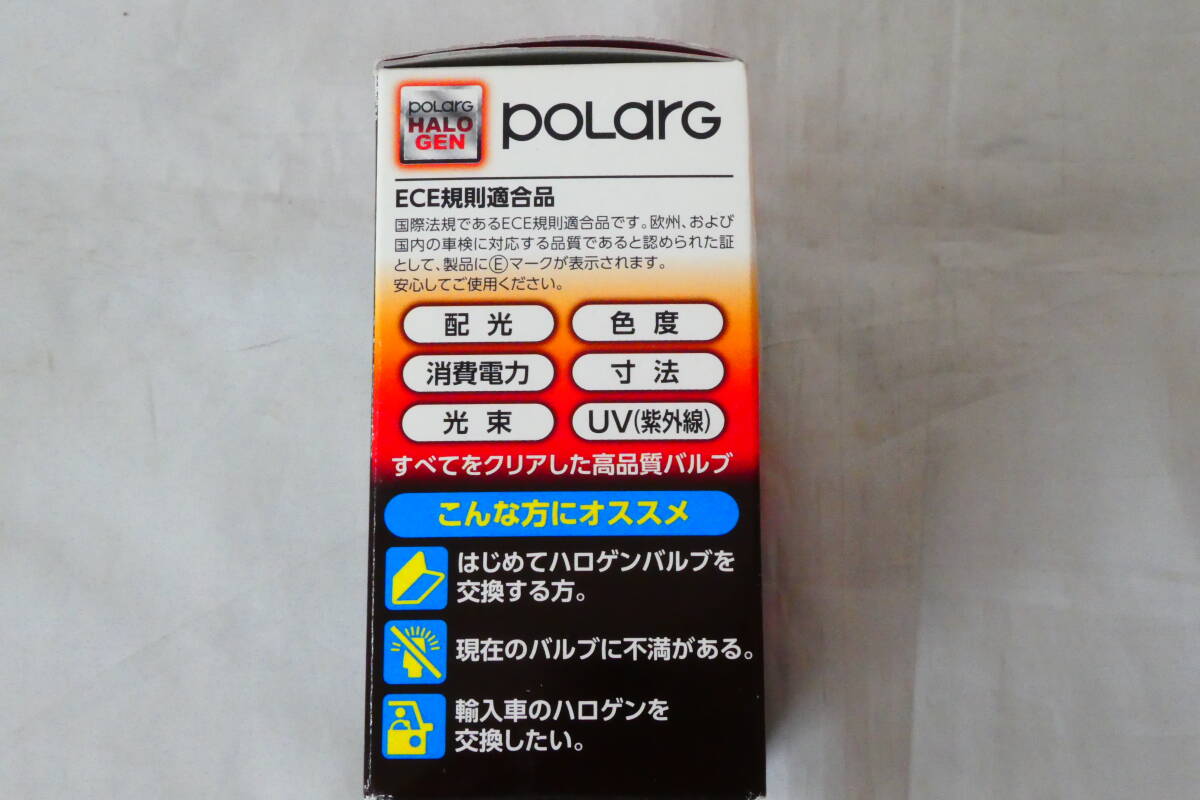 poLarG
HALO
GEN
poLarG
ECE規則適合品
国際法規であるECE規則適合品です。欧州、および
国内の車検に対応する品質であると認められた証
として、製品にⒺマークが表示されます。
安心してご使用ください。
配光 色度
消費電力 寸法
光束 UV(紫外線)
すべてをクリアした高品質バルブ
こんな方にオススメ
はじめてハロゲンバルブを
交換する方。
現在のバルブに不満がある。
輸入車のハロゲンを
交換したい。